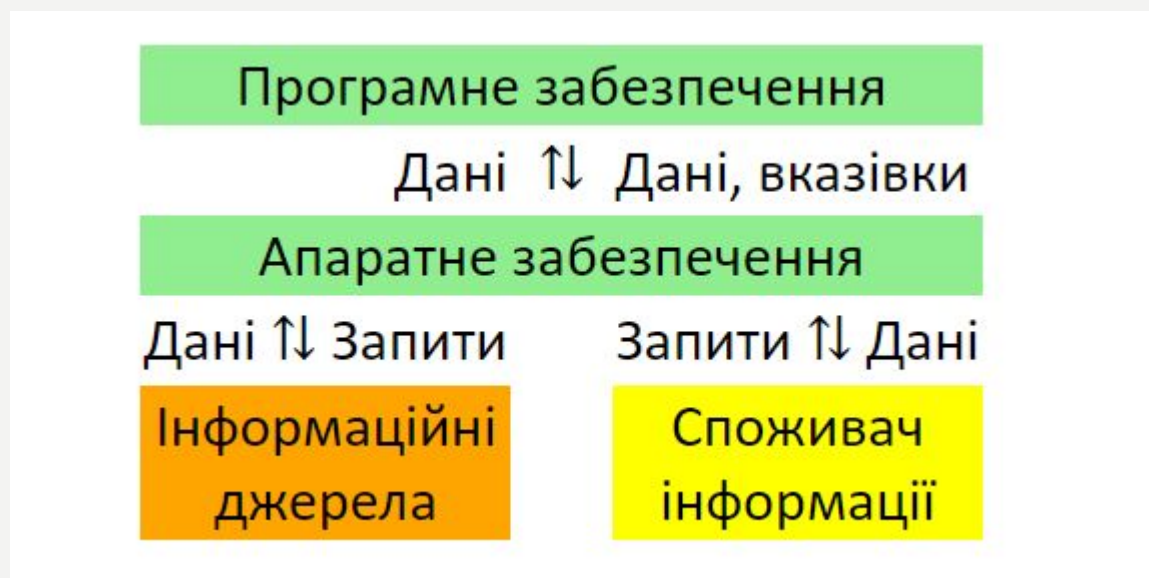 Програмне забезпечення
Дані ↑↓ Дані, вказівки
Апаратне забезпечення
Дані ↑↓ Запити
Запити ↑↓ Дані
Інформаційні
джерела
Споживач
інформації